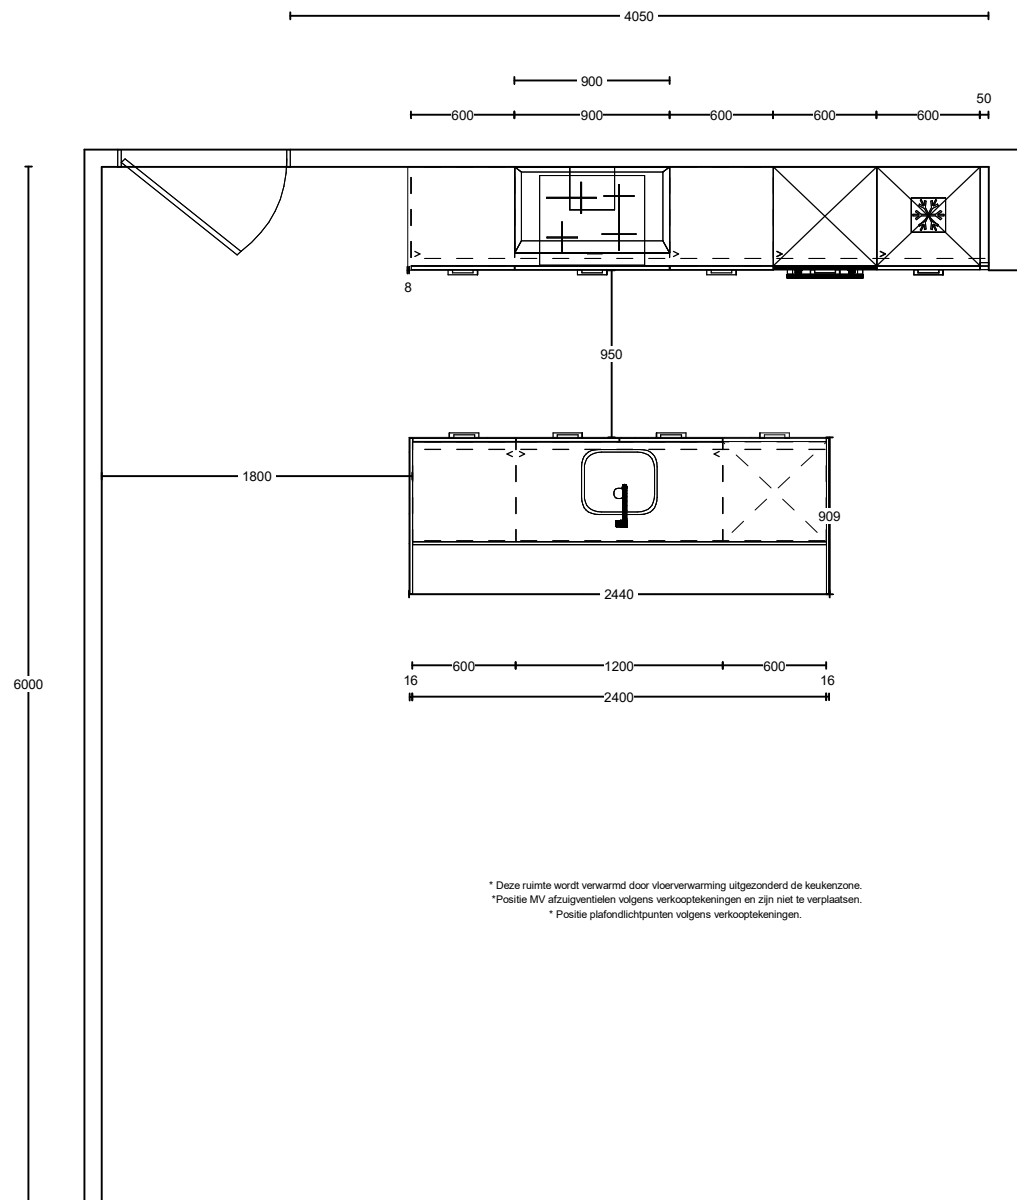 4050
900
50
600 900 600 600 600
8
950
1800
909
2440
600 1200 600
6000
16 16
2400
* Deze ruimte wordt verwarmd door vloerverwarming uitgezonderd de keukenzone.
*Positie MV afzuigventielen volgens verkooptekeningen en zijn niet te verplaatsen.
* Positie plafondlichtpunten volgens verkooptekeningen.